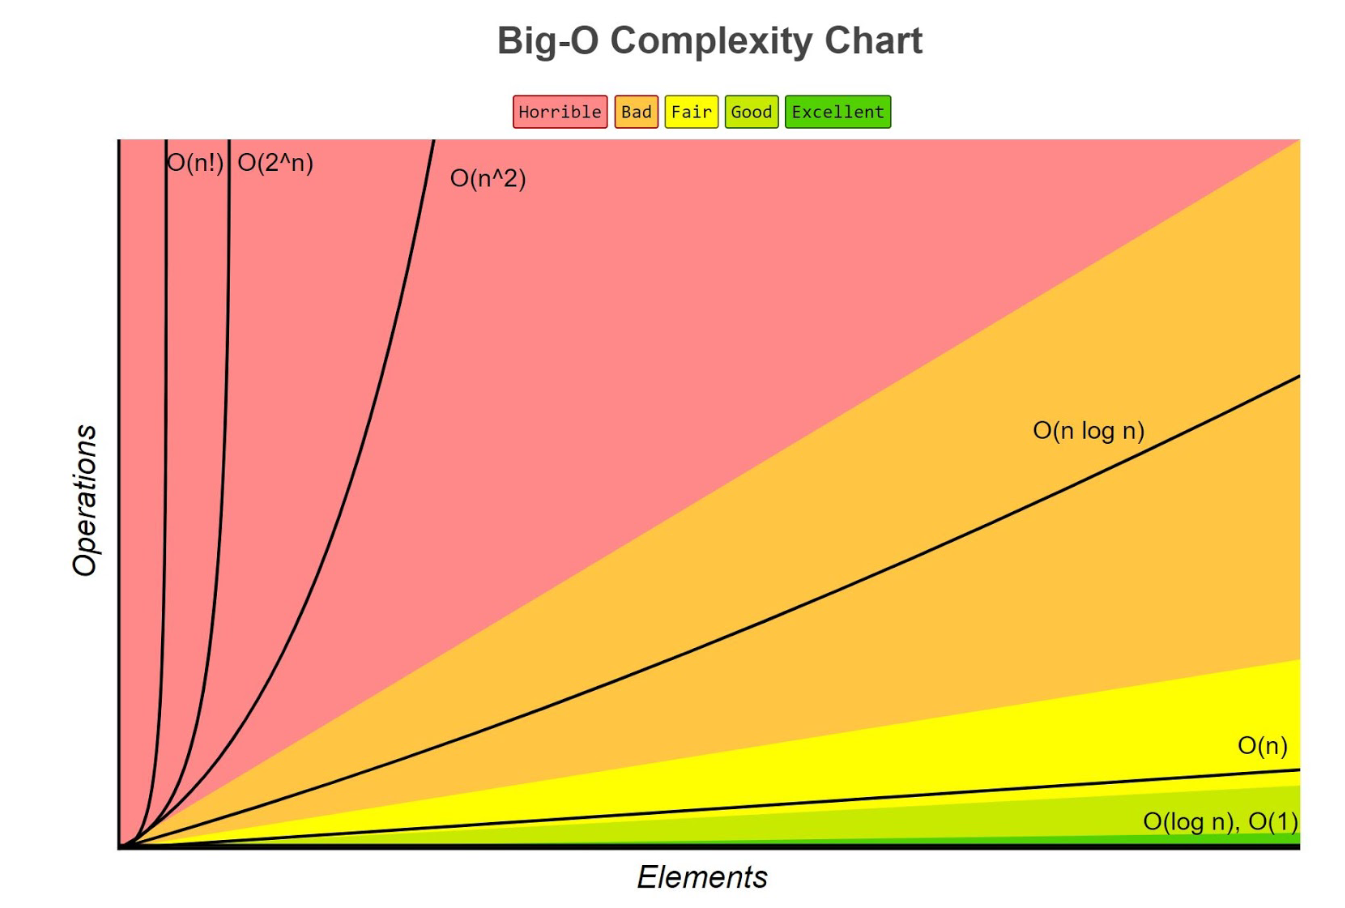 Big-O Complexity Chart
Horrible Bad Fair Good Excellent
O(n!) O(2^n)
O(n^2)
O(n log n)
Operations
O(n)
O(log n), O(1)
Elements